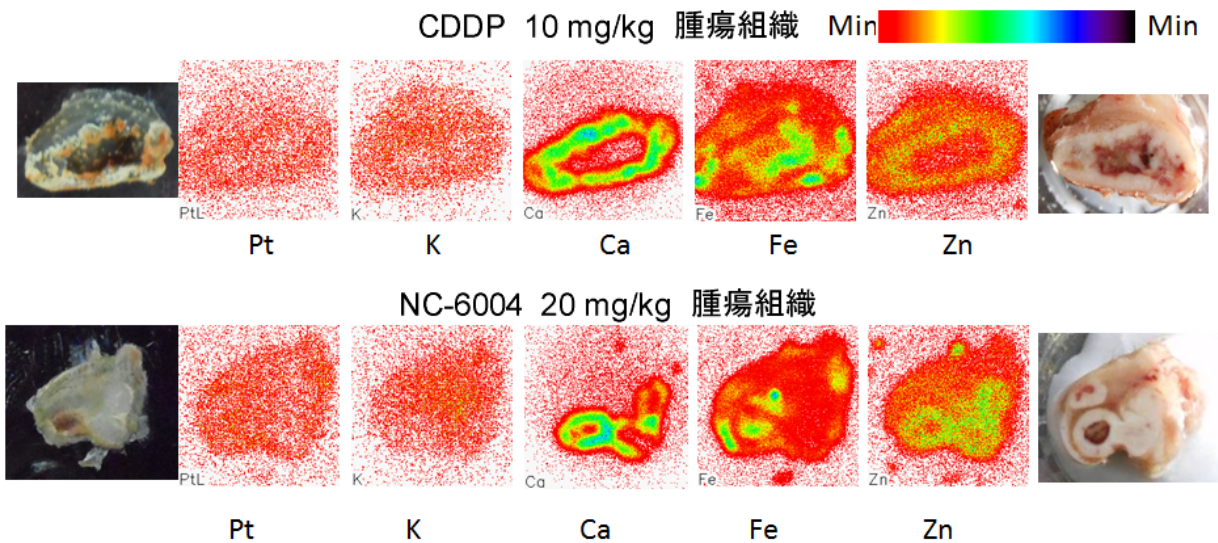 CDDP 10 mg/kg 腫瘍組織 Min Min
PtL K Ca Fe Zn
Pt K Ca Fe Zn
NC-6004 20 mg/kg 腫瘍組織
PtL K Ca Fe Zn
Pt K Ca Fe Zn